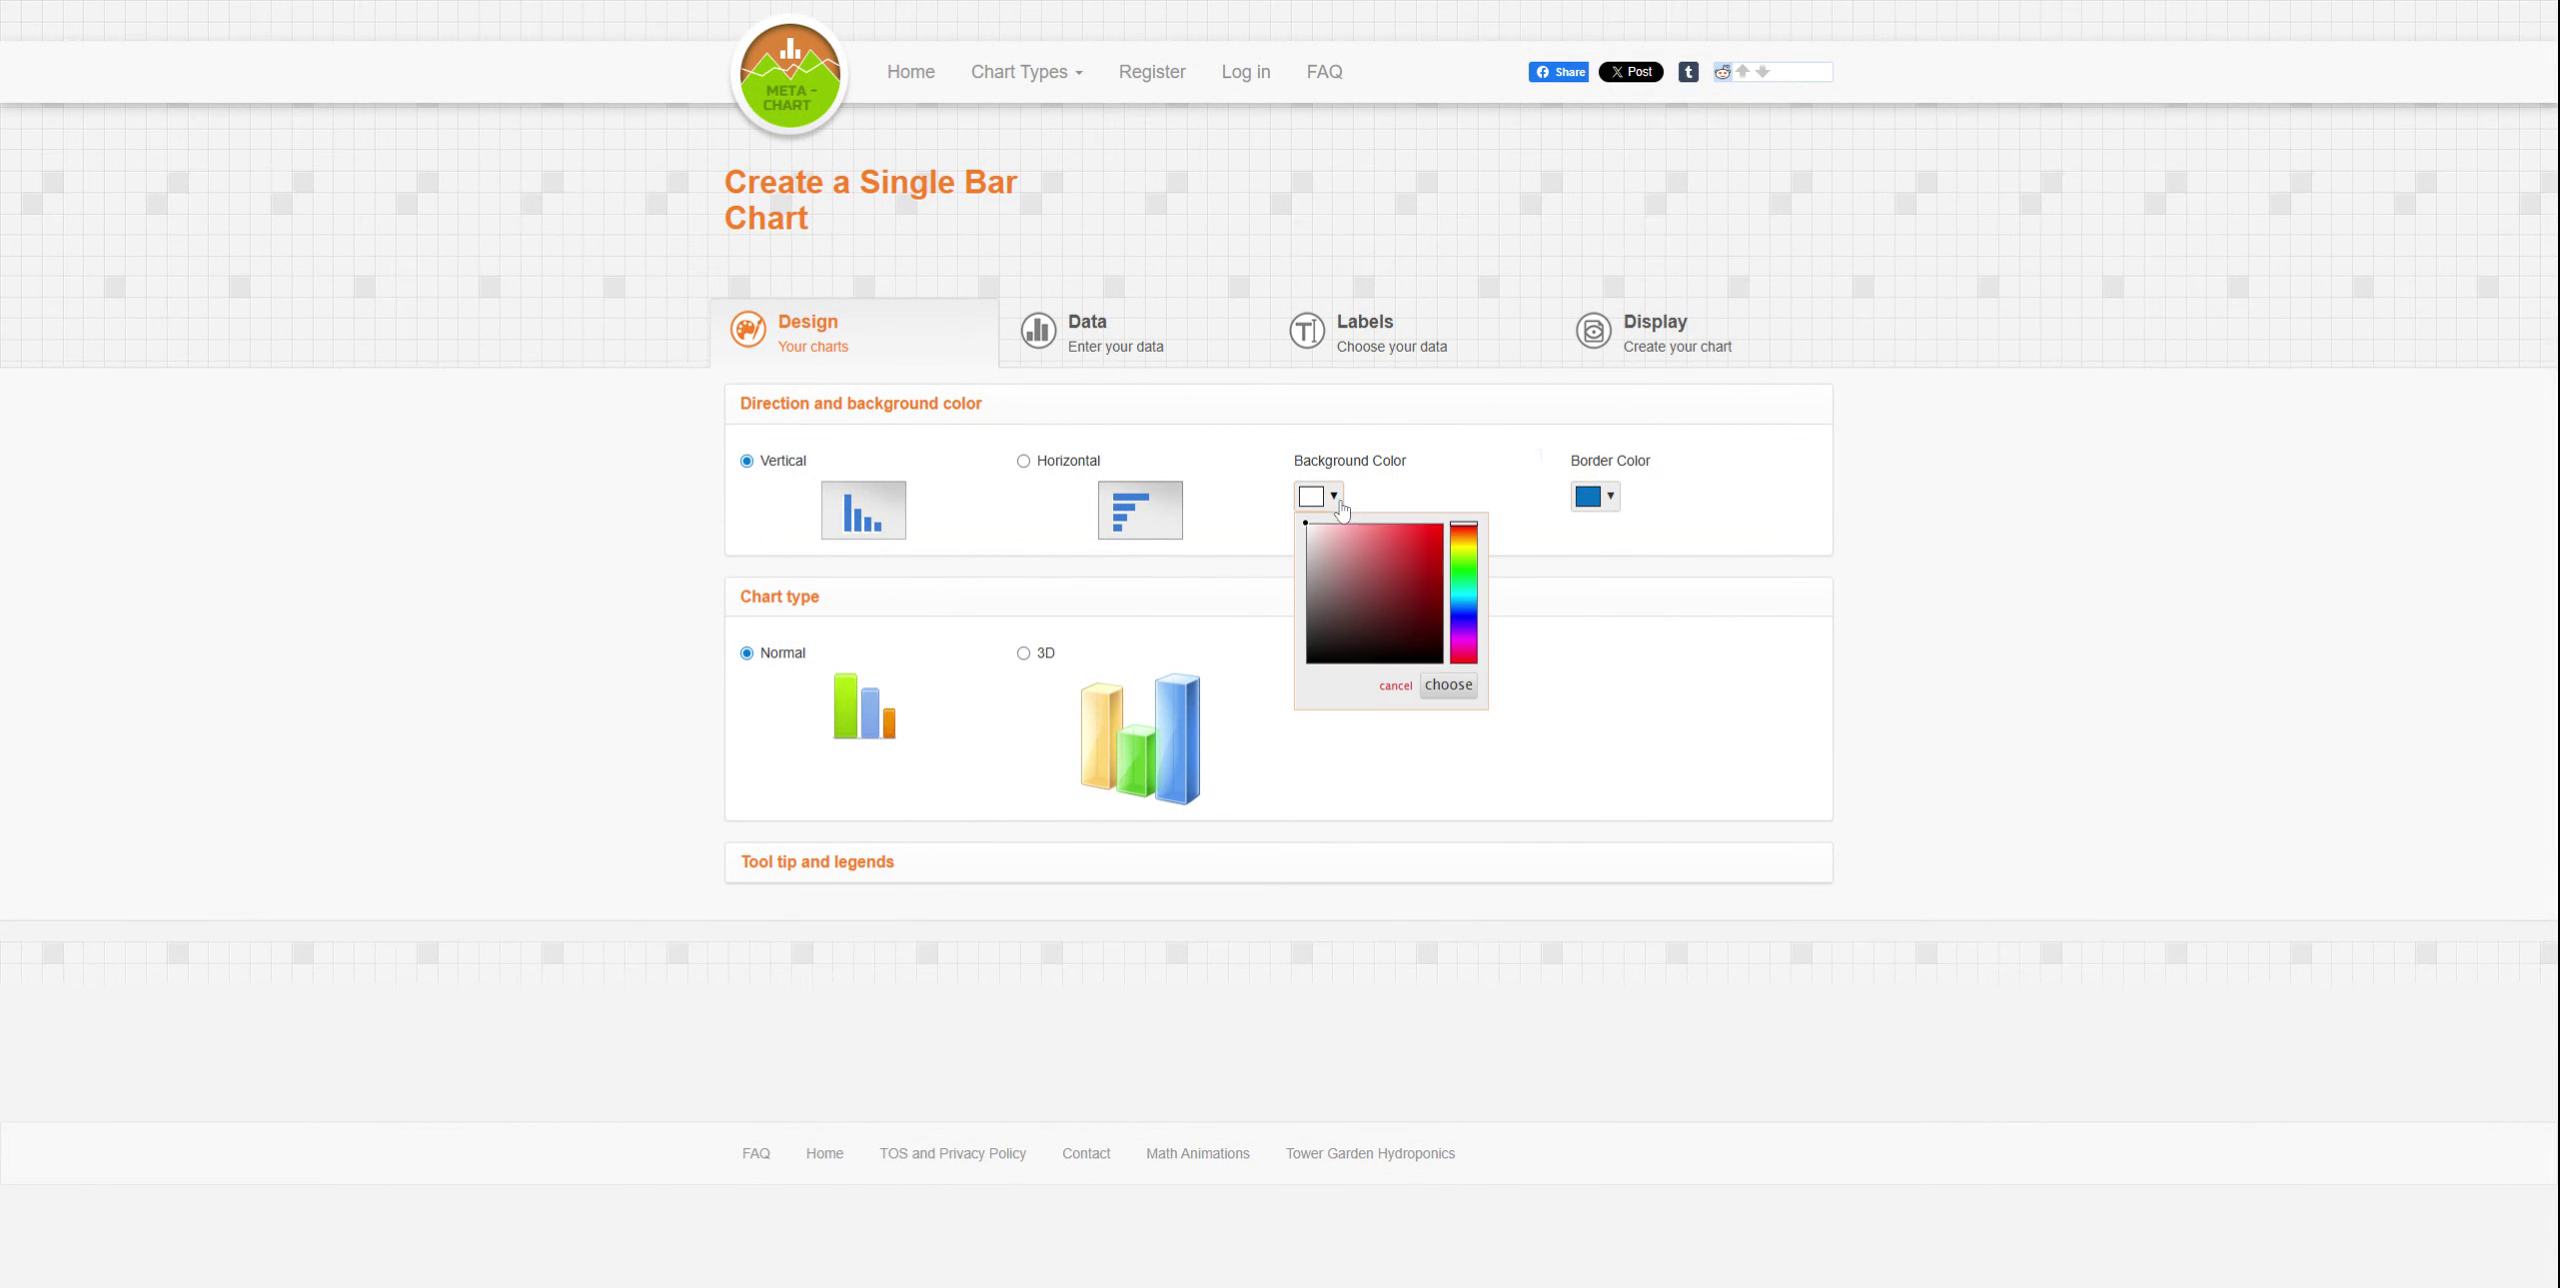 META -
CHART
Home
Chart Types
Register
Log in
FAQ
Share
Post
t
Create a Single Bar
Chart
Design
Your charts
Data
Enter your data
Labels
Choose your data
Display
Create your chart
Direction and background color
Vertical
Horizontal
Background Color
Border Color
Chart type
Normal
3D
cancel
choose
Tool tip and legends
FAQ
Home
TOS and Privacy Policy
Contact
Math Animations
Tower Garden Hydroponics